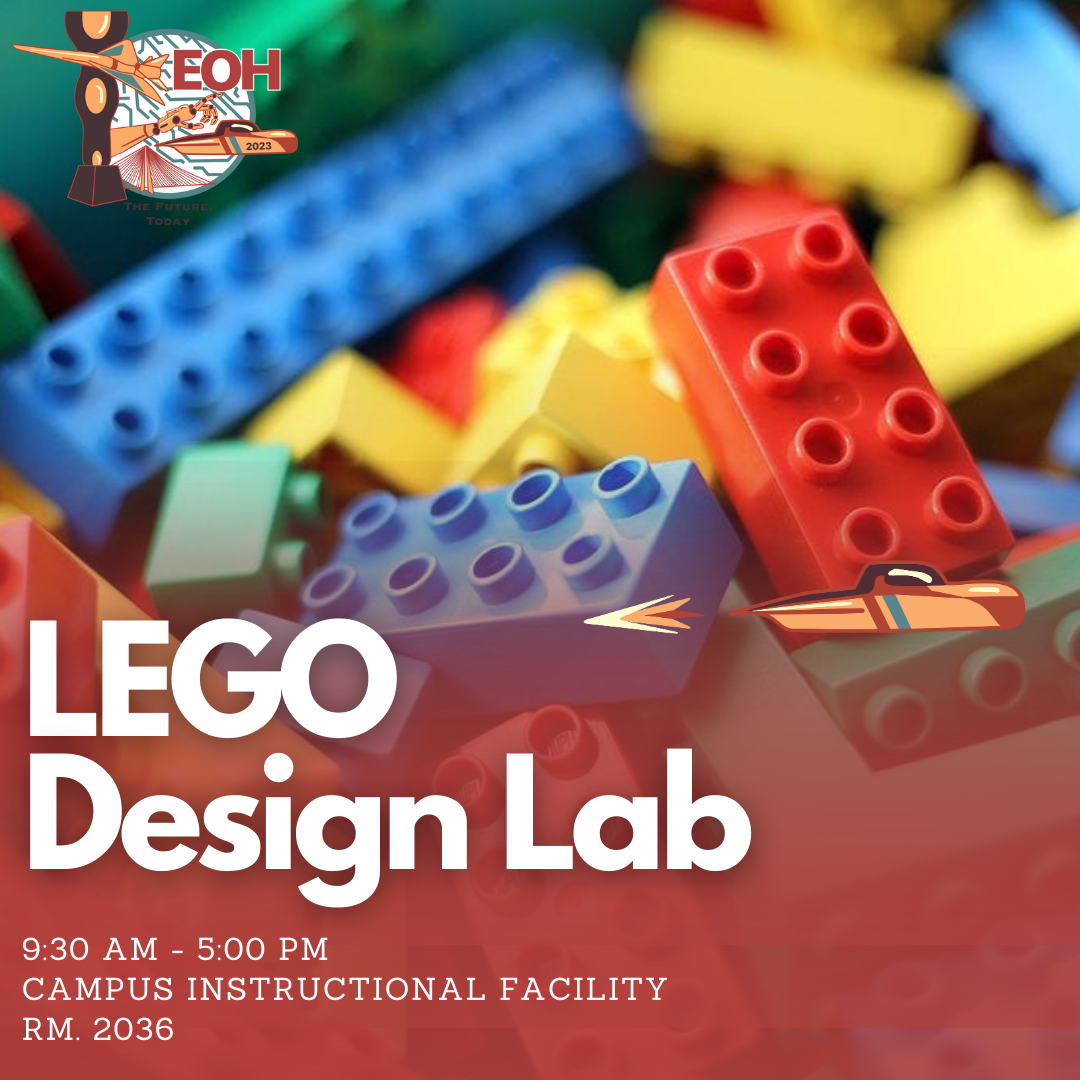 EOH
2023
The Future,
Today
LEGO
Design Lab
9:30 AM - 5:00 PM
CAMPUS INSTRUCTIONAL FACILITY
RM. 2036